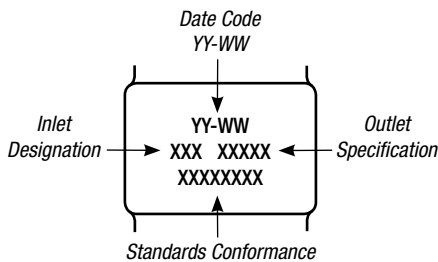 Date Code
YY-WW
YY-WW
Inlet
Designation
XXX XXXXX
Outlet
Specification
XXXXXXXX
Standards Conformance